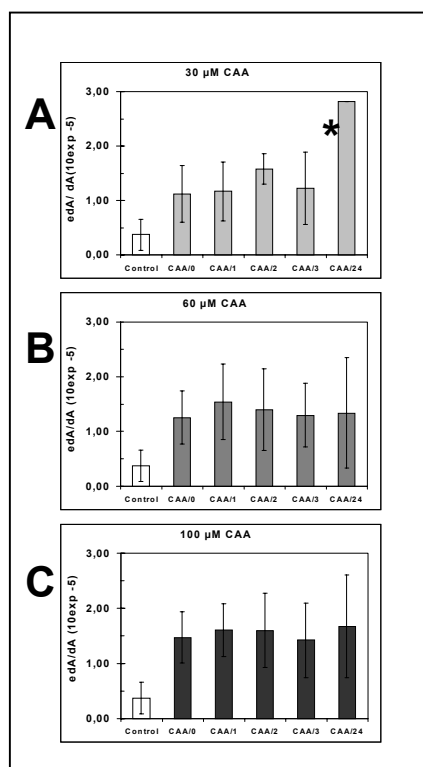 A
30 µM CAA
edA/ dA(10exp -5)
3,00
2,00
1,00
0,00
Control CAA/0 CAA/1 CAA/2 CAA/3 CAA/24
*
B
60 µM CAA
edA/dA (10exp -5)
3,00
2,00
1,00
0,00
Control CAA/0 CAA/1 CAA/2 CAA/3 CAA/24
C
100 µM CAA
edA/dA (10exp -5)
3,00
2,00
1,00
0,00
Control CAA/0 CAA/1 CAA/2 CAA/3 CAA/24